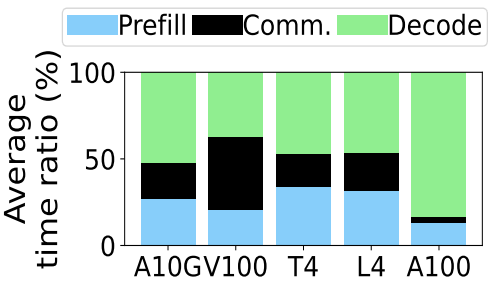 Prefill Comm. Decode
Average
time ratio (%)
100
50
0
A10G V100 T4 L4 A100